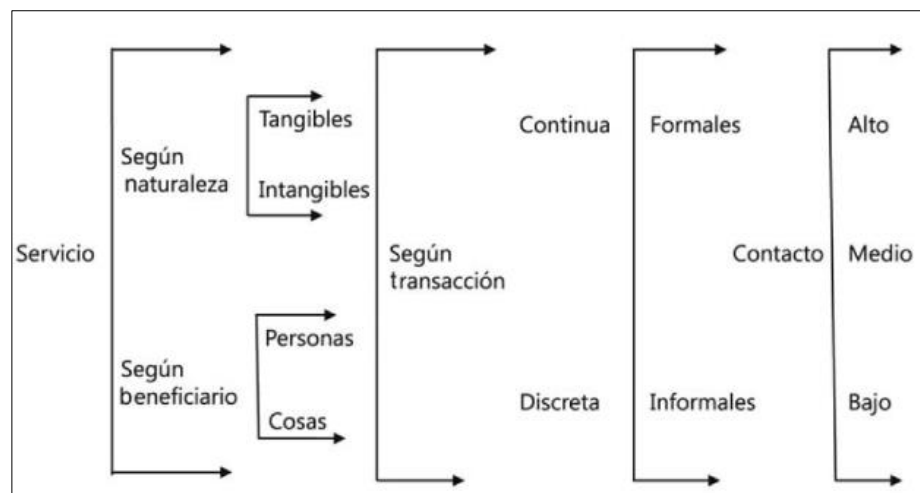 Servicio
Según
naturaleza
Tangibles
Intangibles
Según
beneficiario
Personas
Cosas
Según
transacción
Continua
Discreta
Formales
Informales
Contacto
Alto
Medio
Bajo